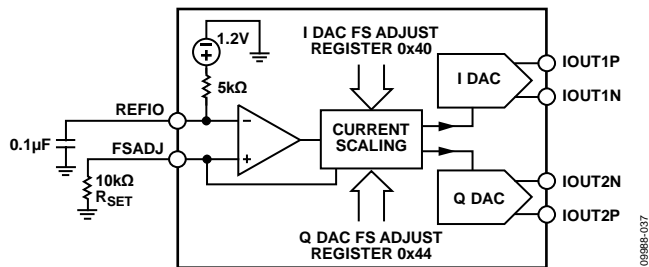 1.2V
I DAC FS ADJUST
REGISTER 0x40
5kΩ
REFIO
0.1µF
FSADJ
10kΩ
RSET
–
+
CURRENT
SCALING
I DAC
IOUT1P
IOUT1N
Q DAC
IOUT2N
IOUT2P
Q DAC FS ADJUST
REGISTER 0x44
09988-037